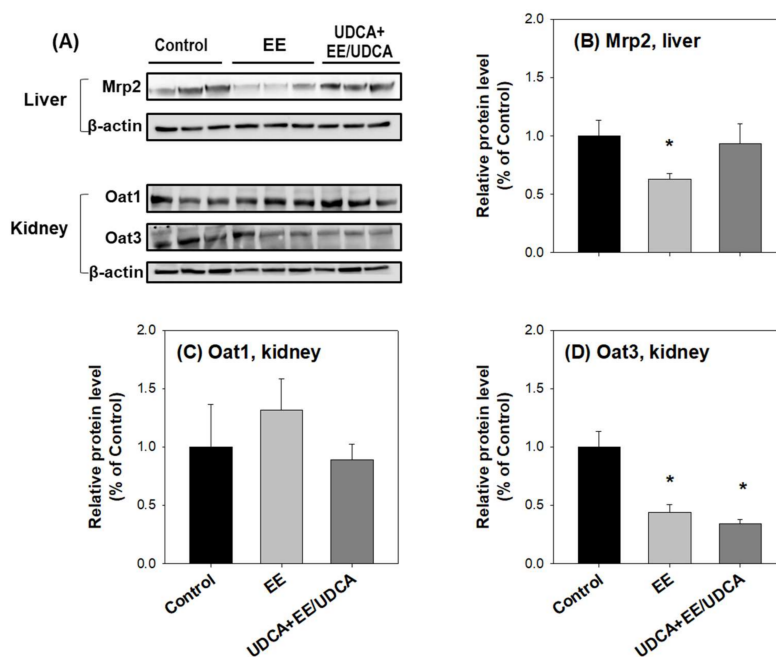 (A)
Control
EE
UDCA+
EE/UDCA
Liver
Mrp2
β-actin
Kidney
Oat1
Oat3
β-actin
(B) Mrp2, liver
Relative protein level
(% of Control)
2.0
1.5
1.0
0.5
0.0
*
(C) Oat1, kidney
Relative protein level
(% of Control)
2.0
1.5
1.0
0.5
0.0
Control
EE
UDCA+EE/UDCA
(D) Oat3, kidney
Relative protein level
(% of Control)
2.0
1.5
1.0
0.5
0.0
*
*
Control
EE
UDCA+EE/UDCA